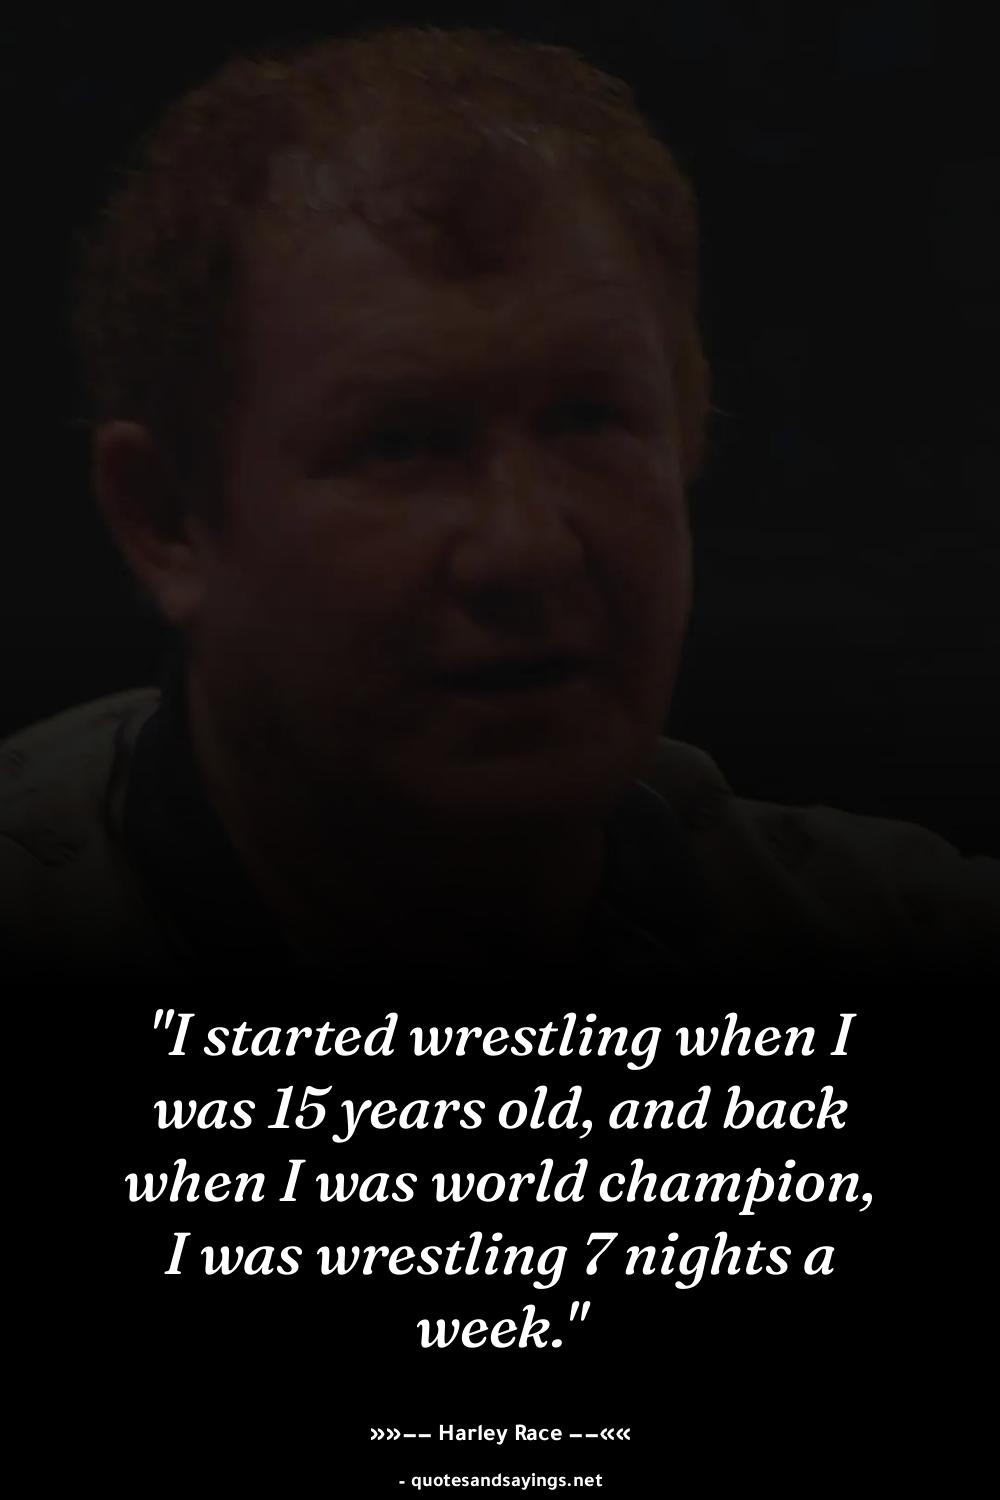 "I started wrestling when I
was 15 years old, and back
when I was world champion,
I was wrestling 7 nights a
week."
»»−− Harley Race −−««
- quotesandsayings.net